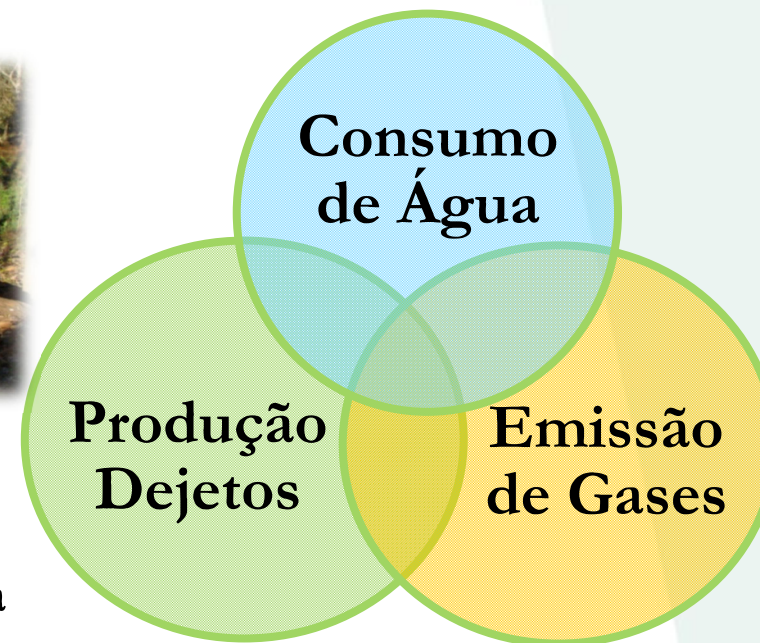 Consumo
de Água
Produção
Dejetos
Emissão
de Gases